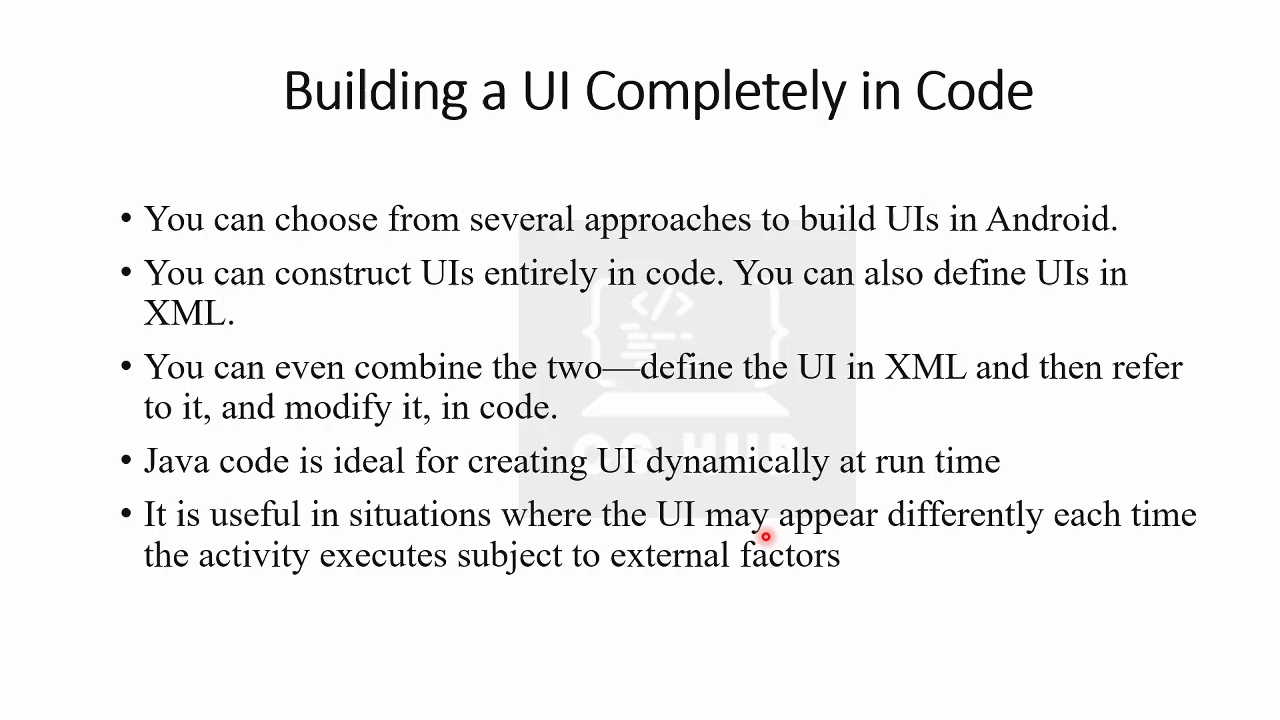 Building a UI Completely in Code
• You can choose from several approaches to build UIs in Android.
• You can construct UIs entirely in code. You can also define UIs in
XML.
• You can even combine the two—define the UI in XML and then refer
to it, and modify it, in code.
• Java code is ideal for creating UI dynamically at run time
• It is useful in situations where the UI may appear differently each time
the activity executes subject to external factors